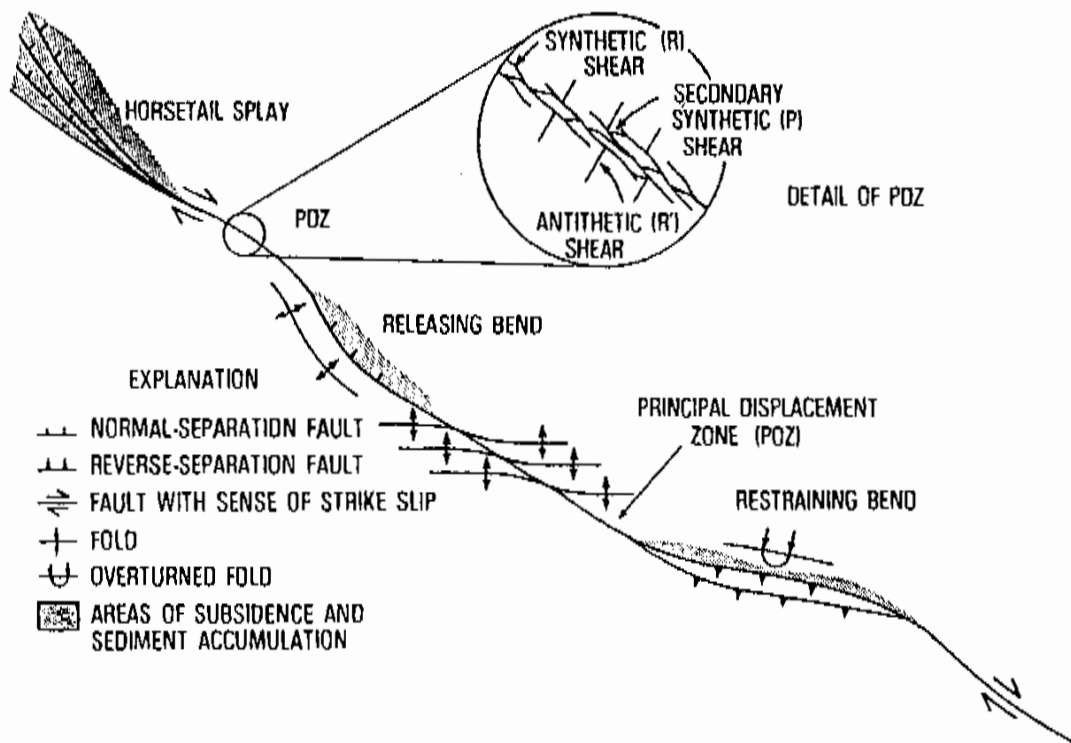 HORSETAIL SPLAY
SYNTHETIC (R)
SHEAR
SECONDARY
SYNTHETIC (P)
SHEAR
ANTITHETIC (R')
SHEAR
DETAIL OF PDZ
PDZ
RELEASING BEND
EXPLANATION
NORMAL-SEPARATION FAULT
REVERSE-SEPARATION FAULT
FAULT WITH SENSE OF STRIKE SLIP
FOLD
OVERTURNED FOLD
AREAS OF SUBSIDENCE AND
SEDIMENT ACCUMULATION
PRINCIPAL DISPLACEMENT
ZONE (PDZ)
RESTRAINING BEND